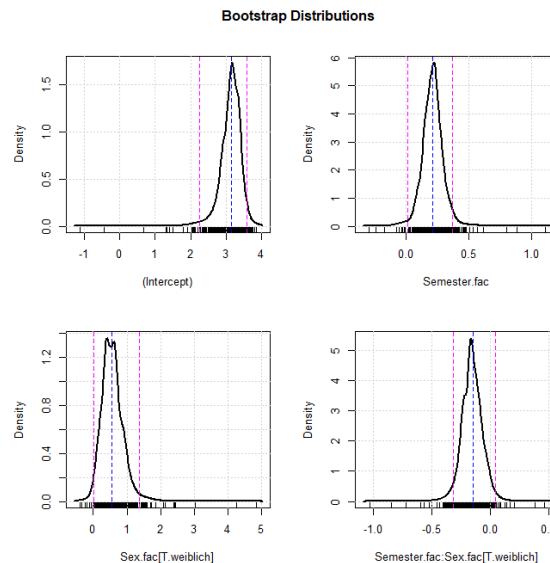 Bootstrap Distributions
Density
0.0 0.5 1.0 1.5
-1 0 1 2 3 4
(Intercept)
Density
0 1 2 3 4 5 6
0.0 0.5 1.0
Semester.fac
Density
0.0 0.4 0.8 1.2
0 1 2 3 4 5
Sex.fac[T.weiblich]
Density
0 1 2 3 4 5
-1.0 -0.5 0.0
Semester.fac:Sex.fac[T.weiblich]